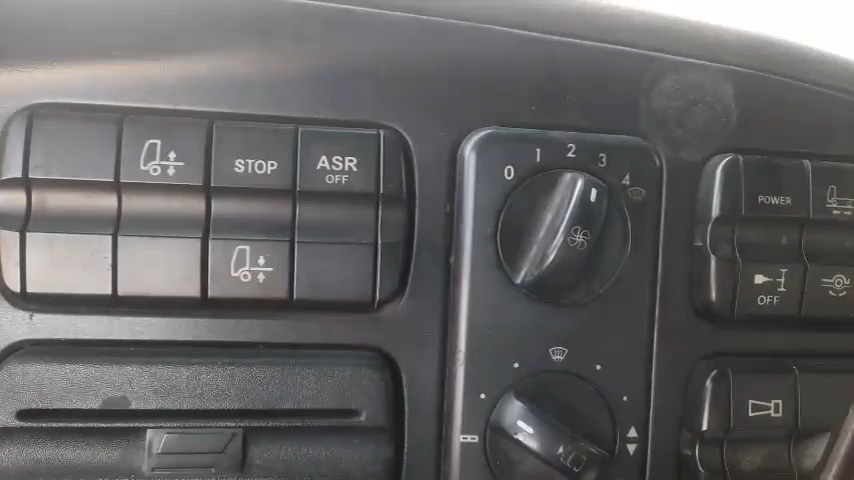 STOP
ASR
OFF
0 1 2 3 4
POWER
OFF